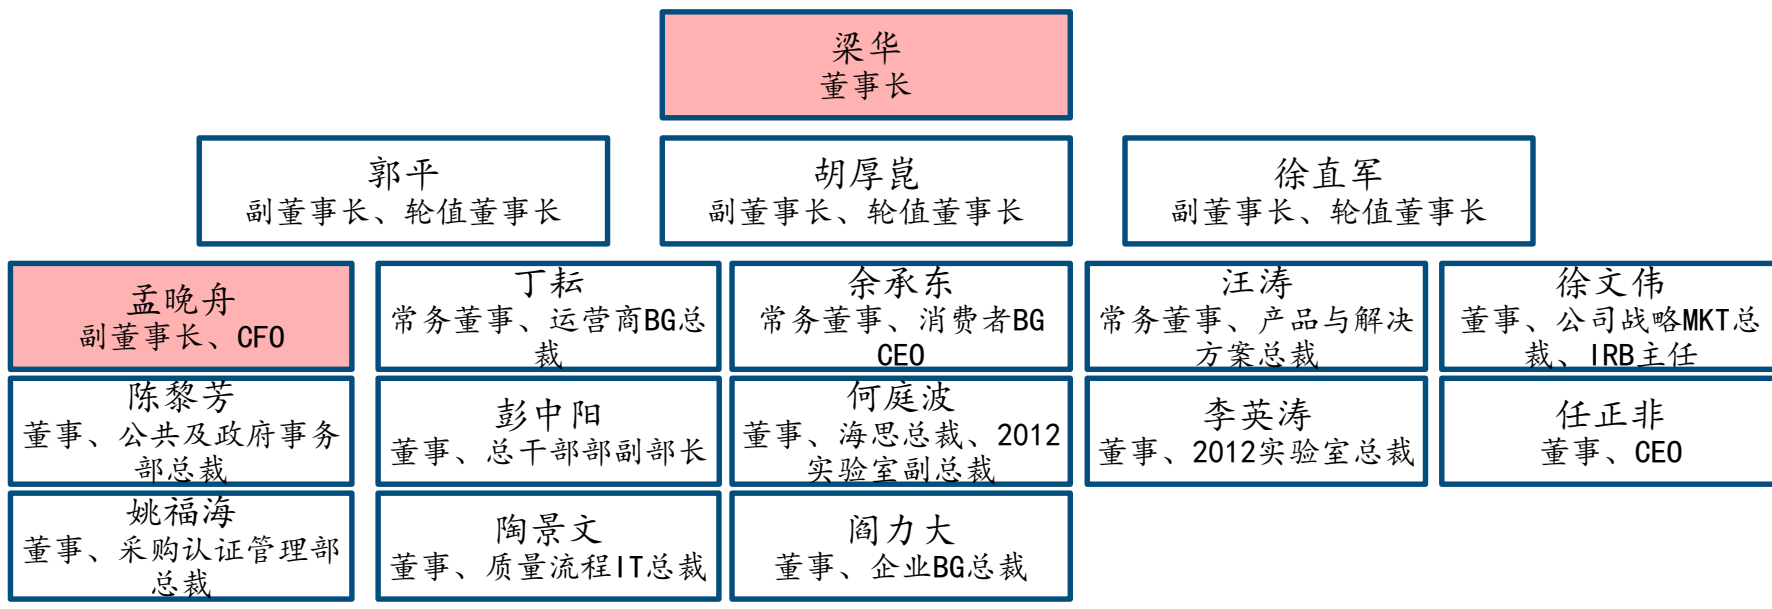 梁华
董事长
郭平
副董事长、轮值董事长
胡厚崑
副董事长、轮值董事长
徐直军
副董事长、轮值董事长
孟晚舟
副董事长、CFO
丁耘
常务董事、运营商BG总
裁
余承东
常务董事、消费者BG
CEO
汪涛
常务董事、产品与解决
方案总裁
徐文伟
董事、公司战略MKT总
裁、IRB主任
陈黎芳
董事、公共及政府事务
部总裁
彭中阳
董事、总干部部副部长
何庭波
董事、海思总裁、2012
实验室副总裁
李英涛
董事、2012实验室总裁
任正非
董事、CEO
姚福海
董事、采购认证管理部
总裁
陶景文
董事、质量流程IT总裁
阎力大
董事、企业BG总裁